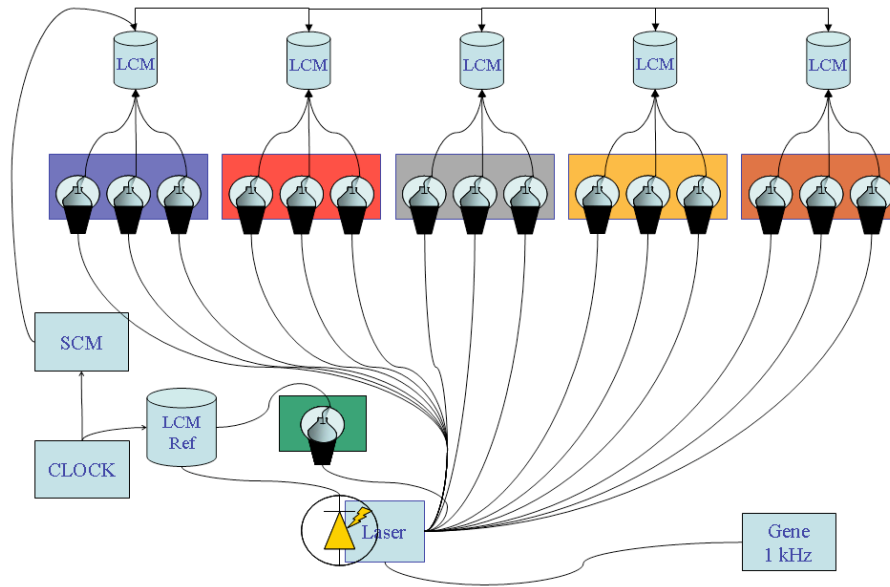 LCM
LCM
LCM
LCM
LCM
SCM
LCM
Ref
CLOCK
Laser
Gene
1 kHz